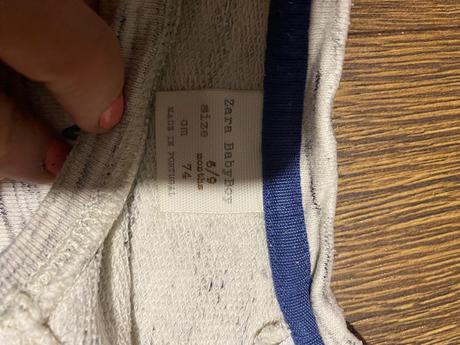 Zara BabyBoy
size 6/9 months
cm 74
MADE IN PORTUGAL